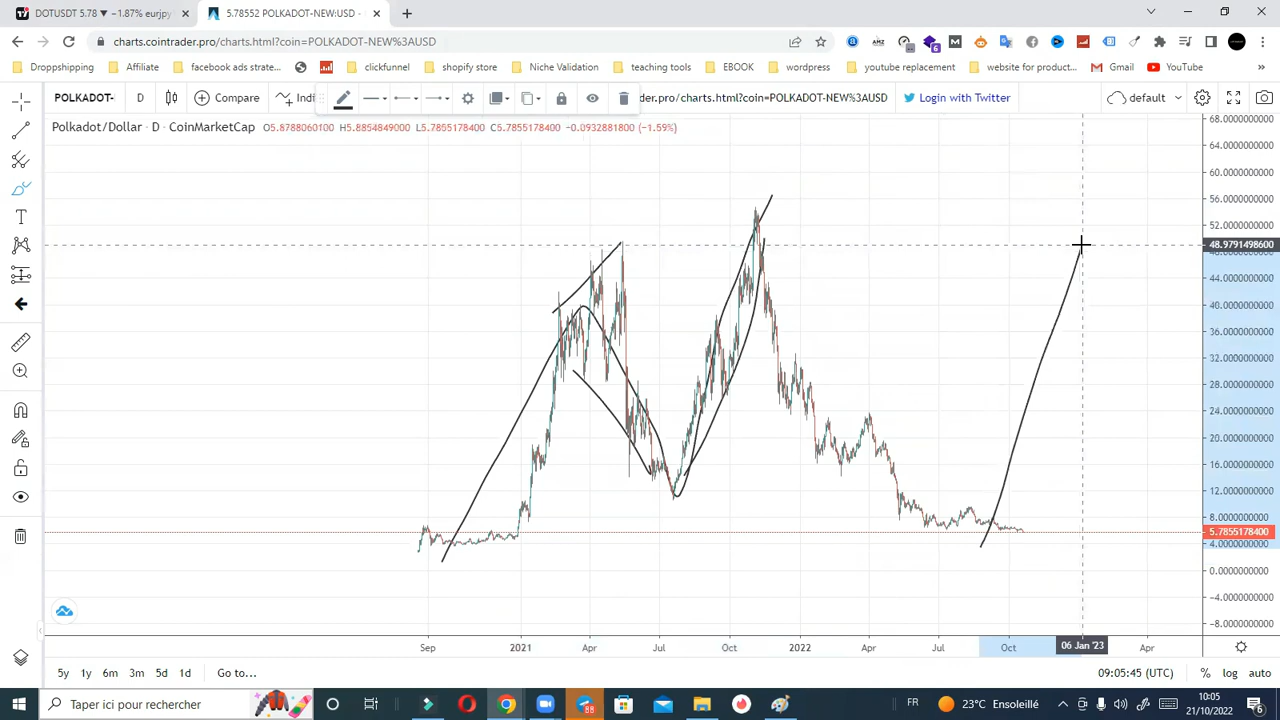 DOTUSDT 5.78 ▼ −1.87% eurjpy
5.78552 POLKADOT-NEW:USD -
charts.cointrader.pro/charts.html?coin=POLKADOT-NEW%3AUSD
Droppshipping
Affiliate
facebook ads strate...
clickfunnel
shopify store
Niche Validation
teaching tools
EBOOK
wordpress
youtube replacement
website for product...
Gmail
YouTube
POLKADOT-
D
Compare
Indi
der.pro/charts.html?coin=POLKADOT-NEW%3AUSD
Login with Twitter
default
Polkadot/Dollar D CoinMarketCap O5.8788060100 H5.8854849000 L5.7855178400 C5.7855178400 −0.0932881800 (−1.59%)
68.0000000000
64.0000000000
60.0000000000
56.0000000000
52.0000000000
48.9791498600
44.0000000000
40.0000000000
36.0000000000
32.0000000000
28.0000000000
24.0000000000
20.0000000000
16.0000000000
12.0000000000
8.0000000000
5.7855178400
4.0000000000
0.0000000000
−4.0000000000
−8.0000000000
Sep
2021
Apr
Jul
Oct
2022
Apr
Jul
Oct
06 Jan '23
Apr
5y
1y
6m
3m
5d
1d
Go to...
09:05:45 (UTC)
%
log
auto
Taper ici pour rechercher
88
FR
23°C Ensoleillé
10:05
21/10/2022
6